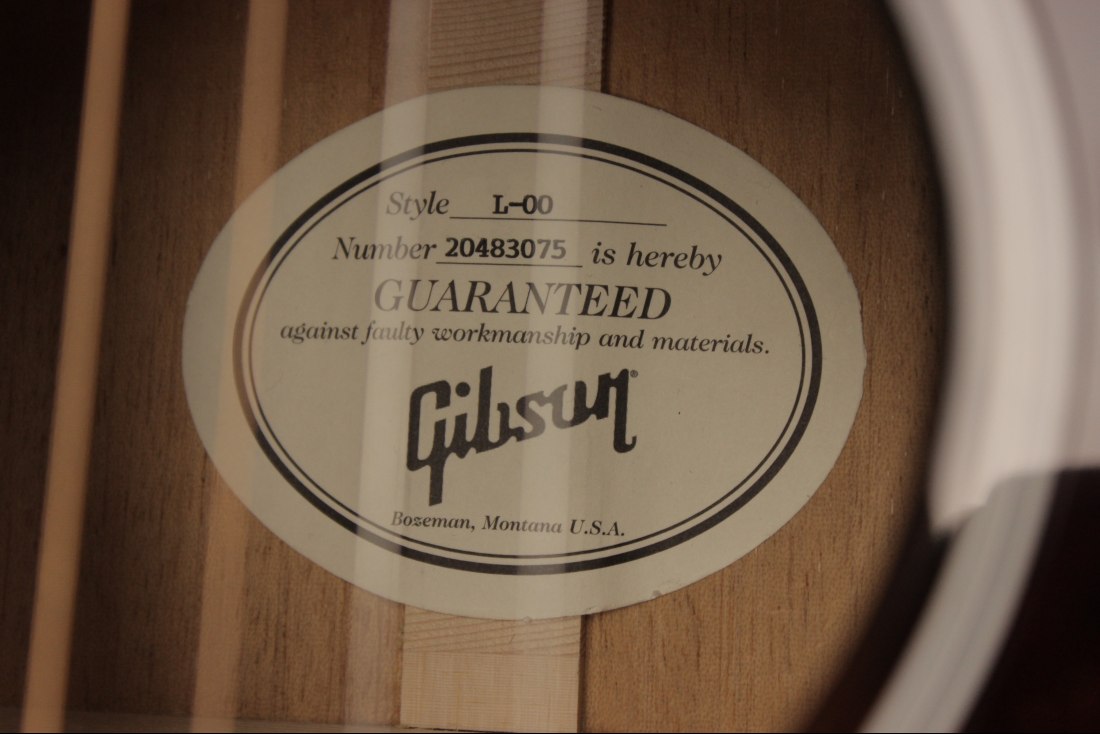 Style L-00
Number 20483075 is hereby
GUARANTEED
against faulty workmanship and materials.
Gibson®
Bozeman, Montana U.S.A.